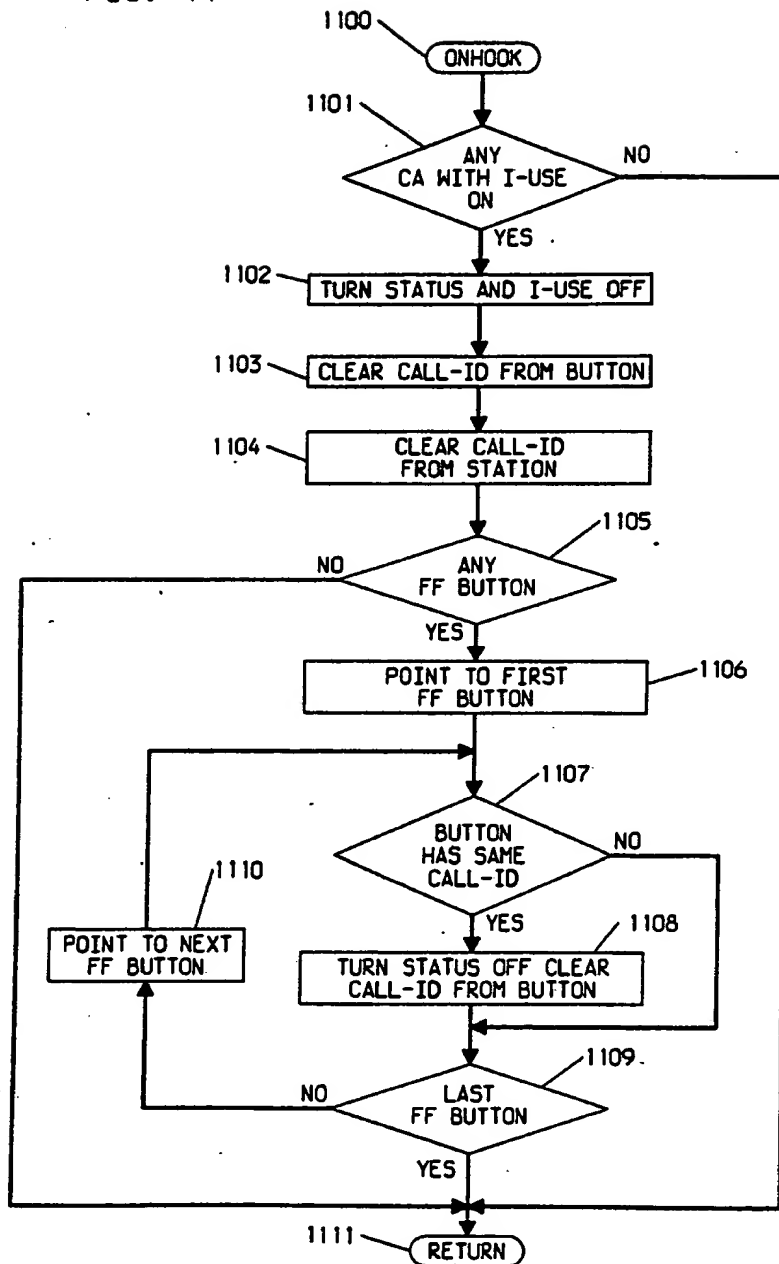 1100
ONHOOK
1101
ANY
CA WITH I-USE
ON
NO
YES
1102
TURN STATUS AND I-USE OFF
1103
CLEAR CALL-ID FROM BUTTON
1104
CLEAR CALL-ID
FROM STATION
1105
NO
ANY
FF BUTTON
YES
1106
POINT TO FIRST
FF BUTTON
1107
BUTTON
HAS SAME
CALL-ID
NO
1110
YES
1108
POINT TO NEXT
FF BUTTON
TURN STATUS OFF CLEAR
CALL-ID FROM BUTTON
1109
NO
LAST
FF BUTTON
YES
1111
RETURN